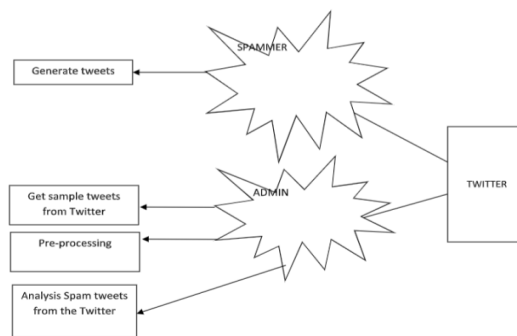 SPAMMER
Generate tweets
TWITTER
ADMIN
Get sample tweets
from Twitter
Pre-processing
Analysis Spam tweets
from the Twitter